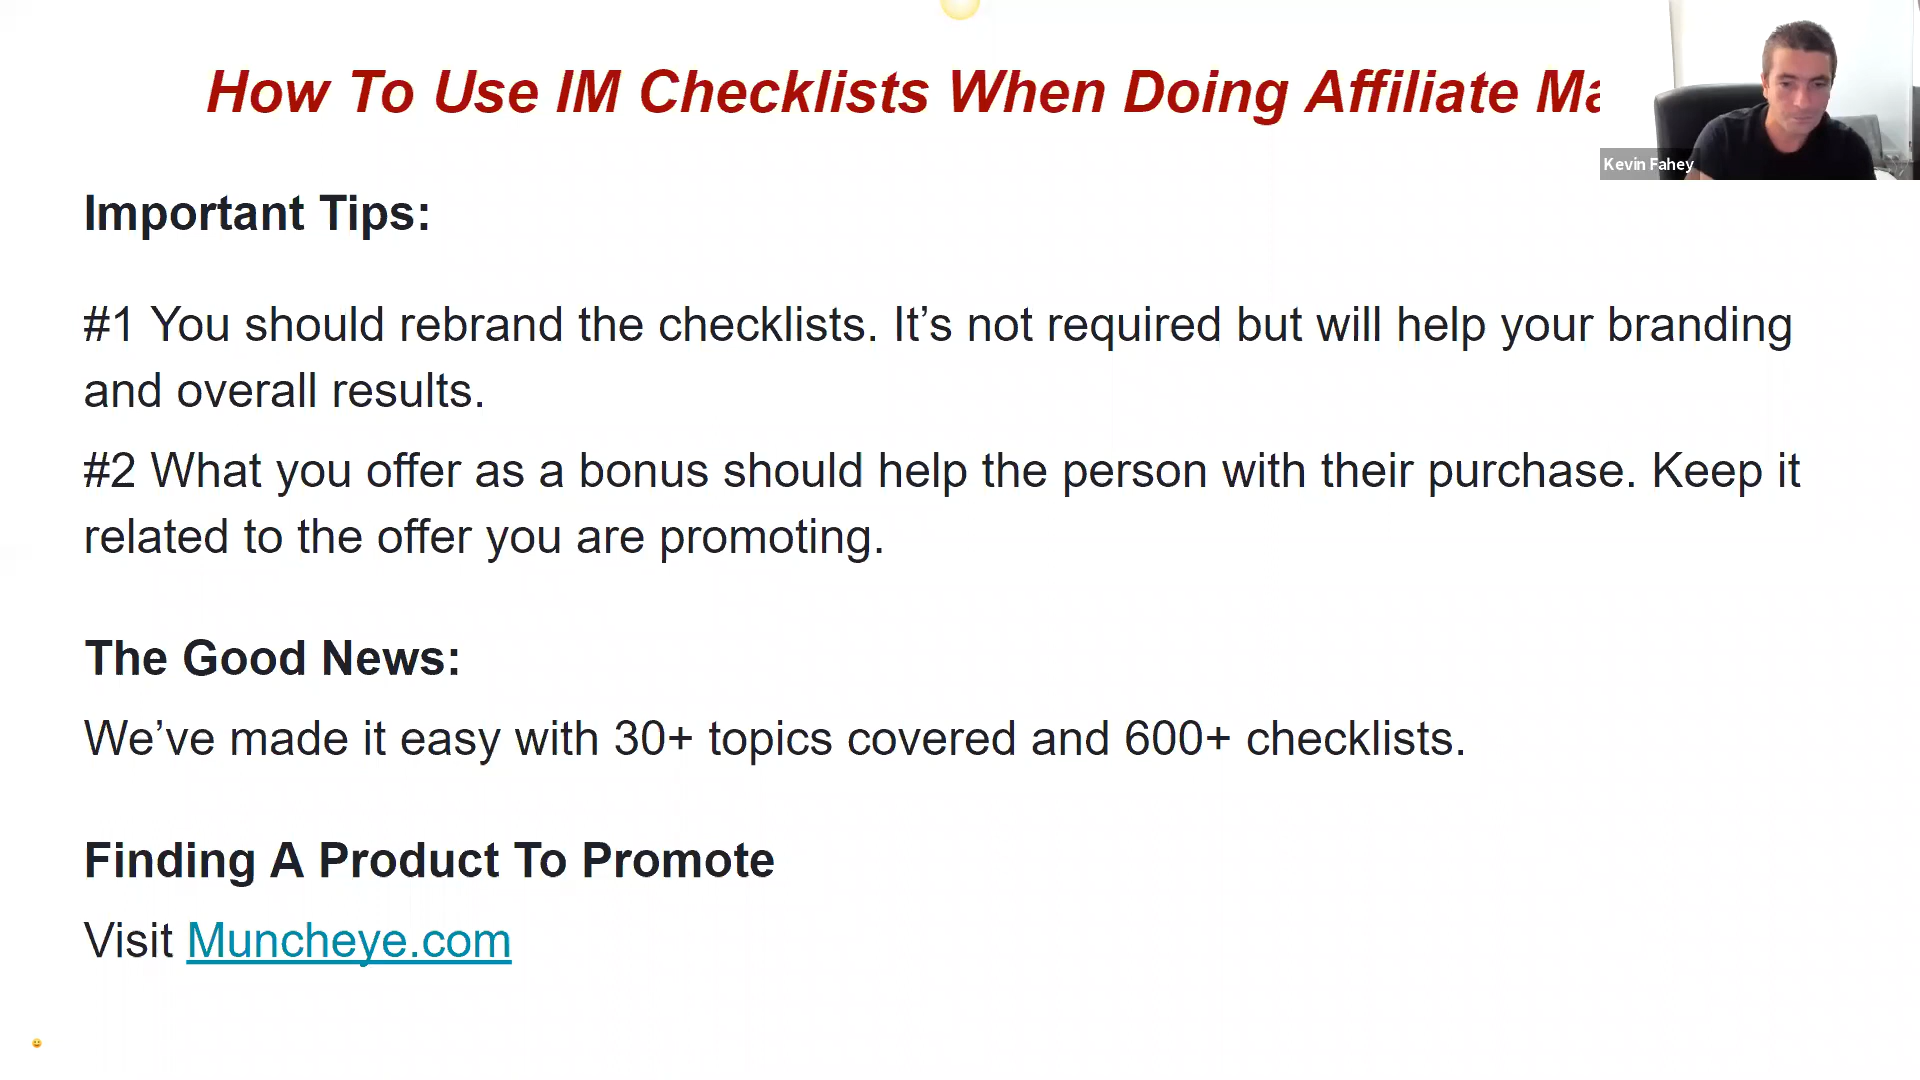 How To Use IM Checklists When Doing Affiliate Ma
Kevin Fahey
Important Tips:
#1 You should rebrand the checklists. It’s not required but will help your branding
and overall results.
#2 What you offer as a bonus should help the person with their purchase. Keep it
related to the offer you are promoting.
The Good News:
We’ve made it easy with 30+ topics covered and 600+ checklists.
Finding A Product To Promote
Visit Muncheye.com